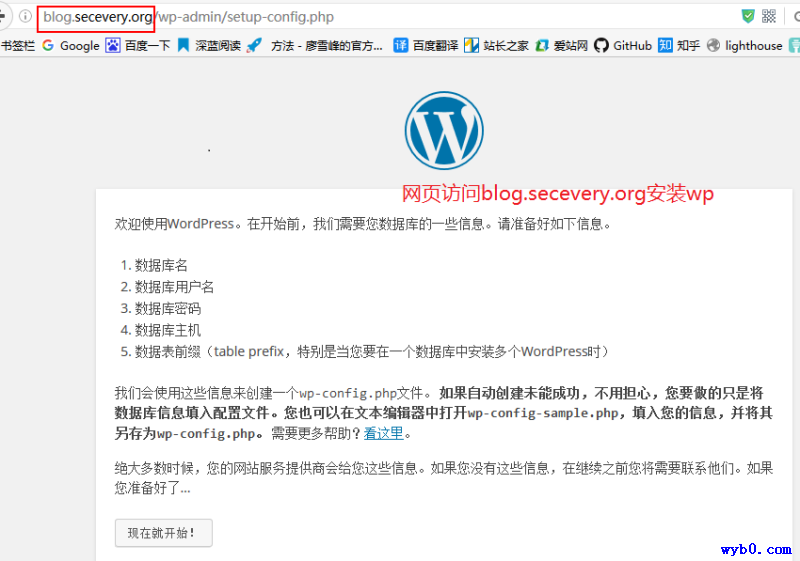 blog.secevery.org/wp-admin/setup-config.php
书签栏 Google 百度一下 深蓝阅读 方法 - 廖雪峰的官方... 百度翻译 站长之家 爱站网 GitHub 知乎 lighthouse
网页访问blog.secevery.org安装wp
欢迎使用WordPress。在开始前，我们需要您数据库的一些信息。请准备好如下信息。
1. 数据库名
2. 数据库用户名
3. 数据库密码
4. 数据库主机
5. 数据表前缀（table prefix，特别是当您要在一个数据库中安装多个WordPress时）
我们会使用这些信息来创建一个wp-config.php文件。如果自动创建未能成功，不用担心，您要做的只是将
数据库信息填入配置文件。您也可以在文本编辑器中打开wp-config-sample.php，填入您的信息，并将其
另存为wp-config.php。需要更多帮助？看这里。
绝大多数时候，您的网站服务提供商会给您这些信息。如果您没有这些信息，在继续之前您将需要联系他们。如果
您准备好了…
现在就开始！
wyb0.com